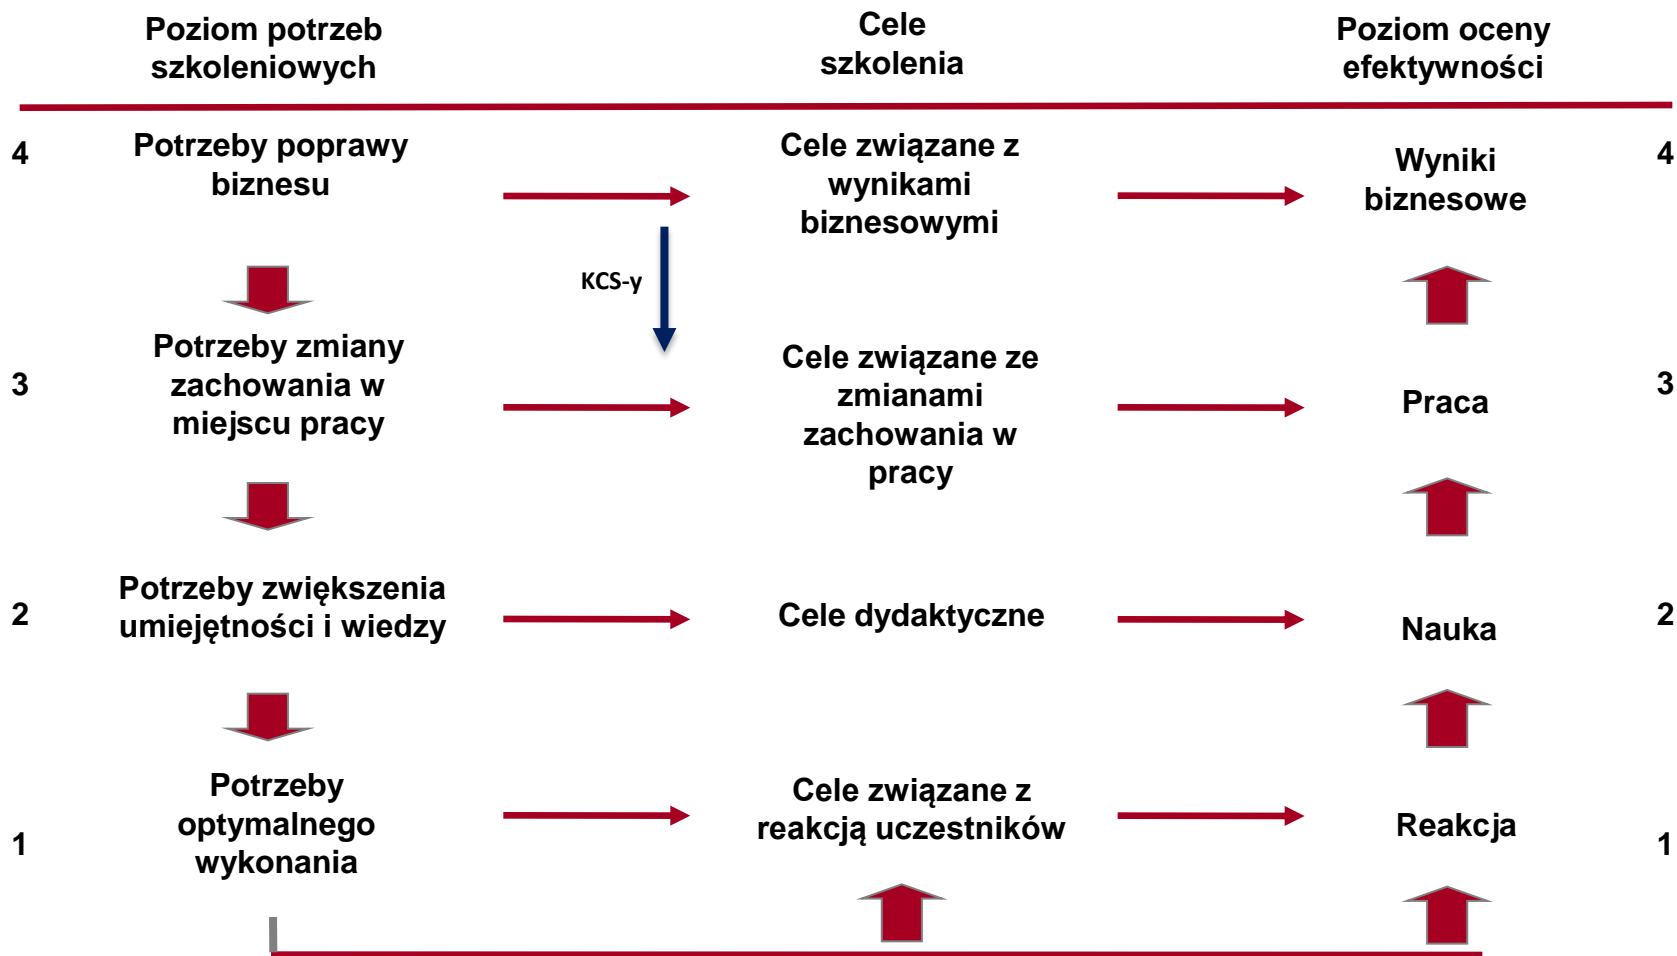 Poziom potrzeb
szkoleniowych
Cele
szkolenia
Poziom oceny
efektywności
4
Potrzeby poprawy
biznesu
Cele związane z
wynikami
biznesowymi
Wyniki
biznesowe
4
KCS-y
3
Potrzeby zmiany
zachowania w
miejscu pracy
Cele związane ze
zmianami
zachowania w
pracy
Praca
3
2
Potrzeby zwiększenia
umiejętności i wiedzy
Cele dydaktyczne
Nauka
2
1
Potrzeby
optymalnego
wykonania
Cele związane z
reakcją uczestników
Reakcja
1